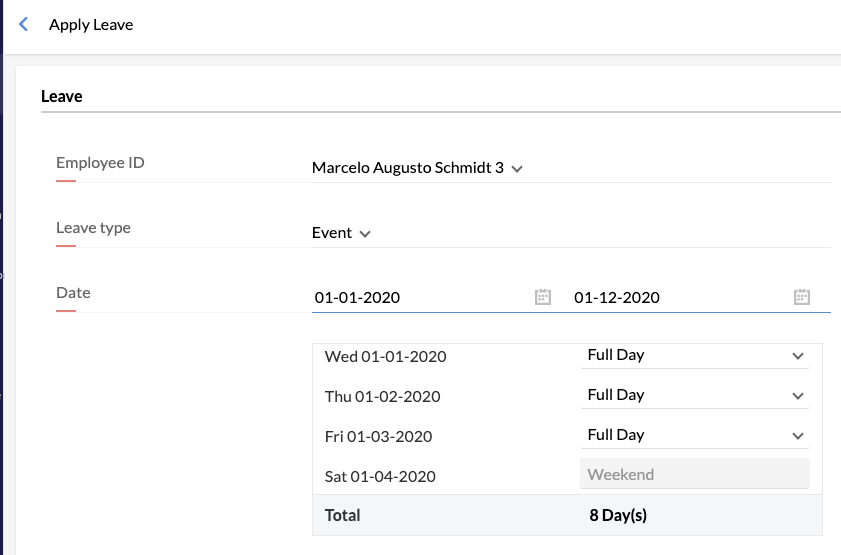 Apply Leave
Leave
Employee ID Marcelo Augusto Schmidt 3
Leave type Event
Date 01-01-2020 01-12-2020
Wed 01-01-2020 Full Day
Thu 01-02-2020 Full Day
Fri 01-03-2020 Full Day
Sat 01-04-2020 Weekend
Total 8 Day(s)